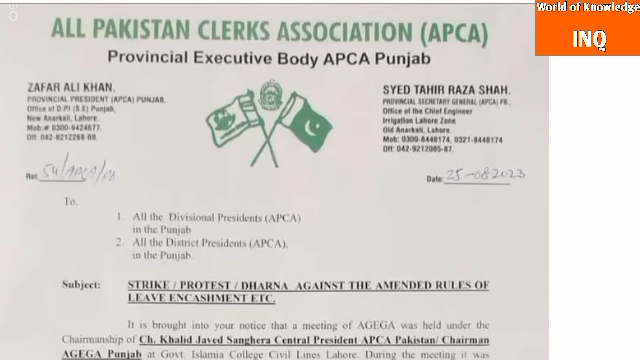 World of Knowledge
INQ
ALL PAKISTAN CLERKS ASSOCIATION (APCA)
Provincial Executive Body APCA Punjab
ZAFAR ALI KHAN.
PROVINCIAL PRESIDENT (APCA) PUNJAB,
Office of D.PI (S.E) Punjab,
New Anarkali, Lahore.
Mob:# 0300-9424677.
Off: 042-9212268-69.
SYED TAHIR RAZA SHAH.
PROVINCIAL SECRETARY GENERAL (APCA) PB.,
Office of the Chief Engineer
Irrigation Lahore Zone
Old Anarkali, Lahore.
Mob: 0300-8448174, 0321-8448174
Off: 042-9212085-87.
Ref. 54/APCA/PB
Date: 25-08-2023
To,
1. All the Divisional Presidents (APCA)
in the Punjab
2. All the District Presidents (APCA),
in the Punjab.
Subject: STRIKE / PROTEST / DHARNA AGAINST THE AMENDED RULES OF
LEAVE ENCASHMENT ETC.
It is brought into your notice that a meeting of AGEGA was held under the
Chairmanship of Ch. Khalid Javed Sanghera Central President APCA Pakistan/ Chairman
AGEGA Punjab at Govt. Islamia College Civil Lines Lahore. During the meeting it was